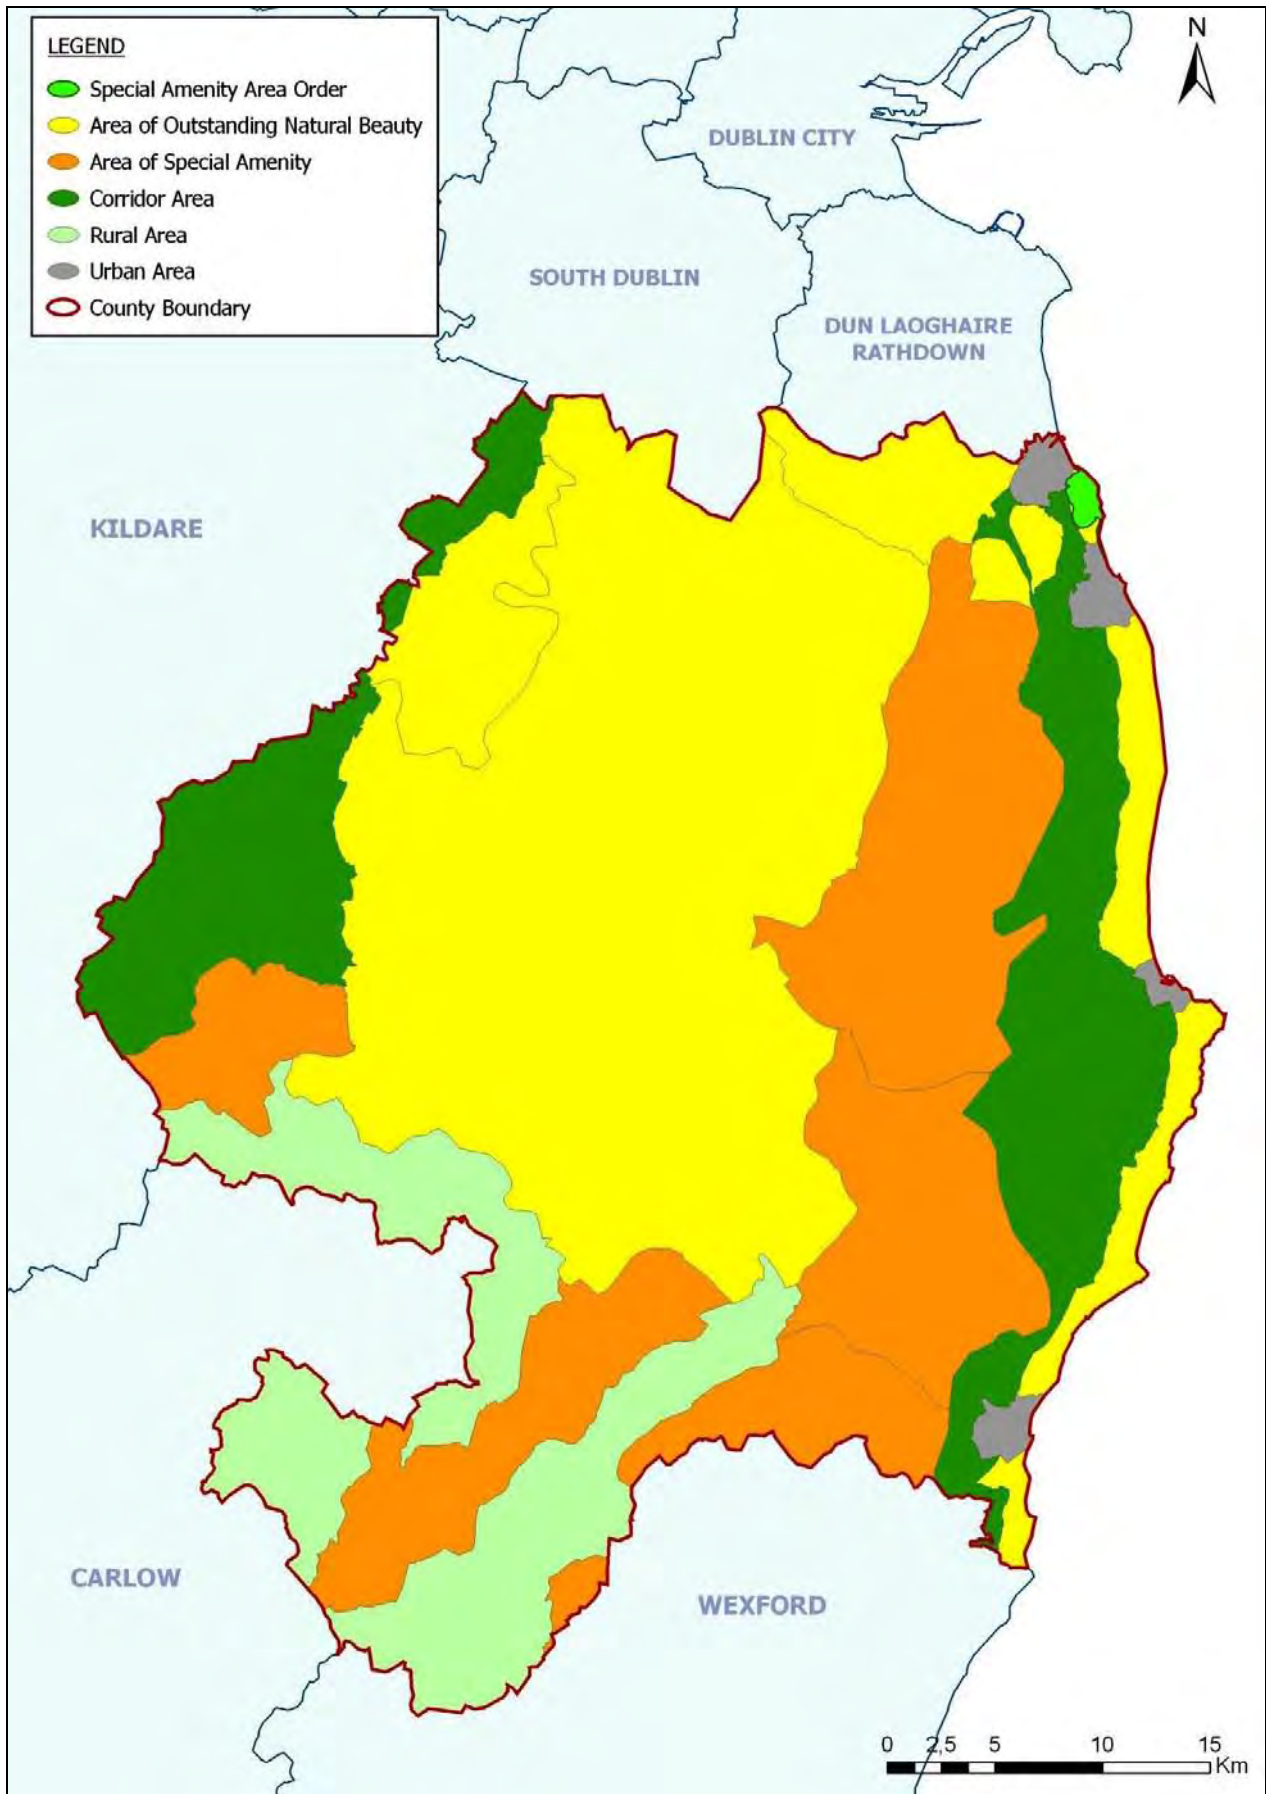 LEGEND
Special Amenity Area Order
Area of Outstanding Natural Beauty
Area of Special Amenity
Corridor Area
Rural Area
Urban Area
County Boundary
N
DUBLIN CITY
SOUTH DUBLIN
DUN LAOGHAIRE
RATHDOWN
KILDARE
CARLOW
WEXFORD
0 2,5 5 10 15
Km